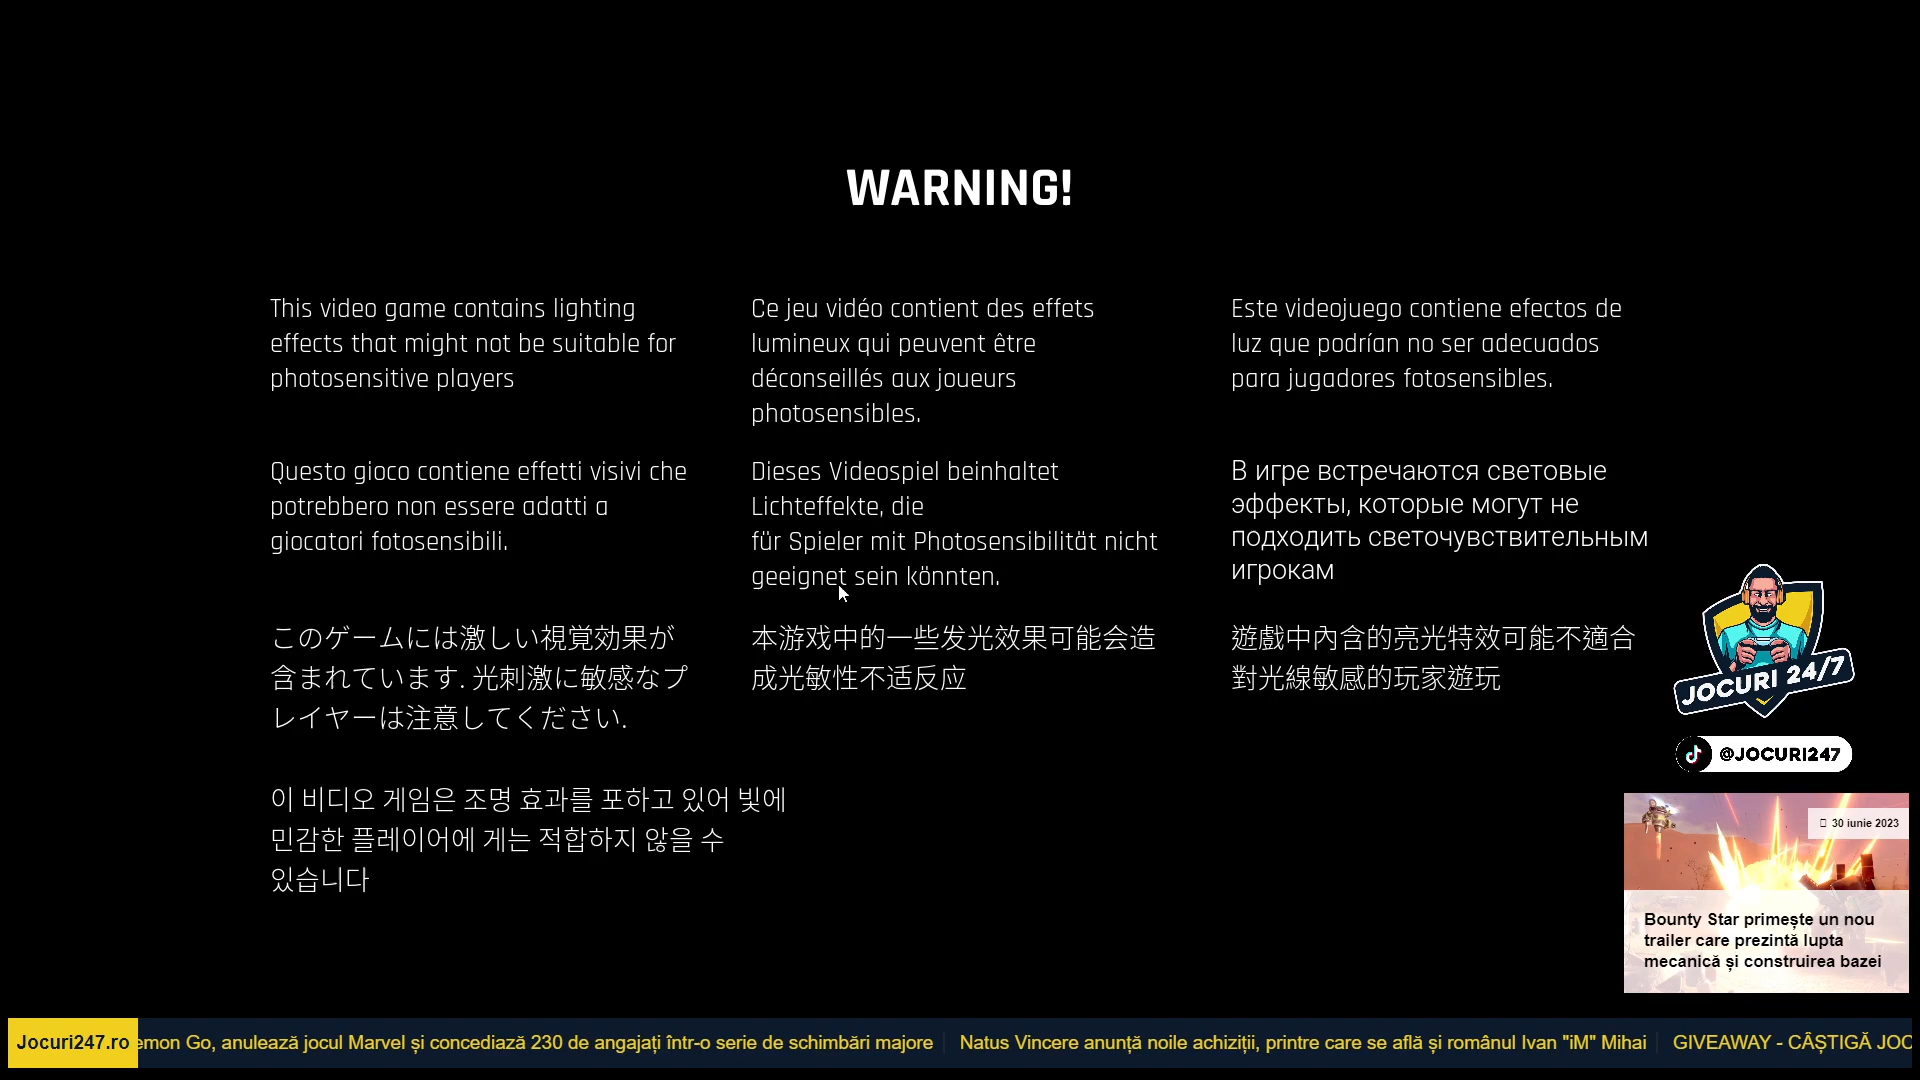 WARNING!
This video game contains lighting
effects that might not be suitable for
photosensitive players
Ce jeu vidéo contient des effets
lumineux qui peuvent être
déconseillés aux joueurs
photosensibles.
Este videojuego contiene efectos de
luz que podrían no ser adecuados
para jugadores fotosensibles.
Questo gioco contiene effetti visivi che
potrebbero non essere adatti a
giocatori fotosensibili.
Dieses Videospiel beinhaltet
Lichteffekte, die
für Spieler mit Photosensibilität nicht
geeignet sein könnten.
В игре встречаются световые
эффекты, которые могут не
подходить светочувствительным
игрокам
このゲームには激しい視覚効果が
含まれています. 光刺激に敏感なプ
レイヤーは注意してください.
本游戏中的一些发光效果可能会造
成光敏性不适反应
遊戲中內含的亮光特效可能不適合
對光線敏感的玩家遊玩
이 비디오 게임은 조명 효과를 포하고 있어 빛에
민감한 플레이어에 게는 적합하지 않을 수
있습니다
JOCURI 24/7
@JOCURI247
30 iunie 2023
Bounty Star primește un nou
trailer care prezintă lupta
mecanică și construirea bazei
Jocuri247.ro
emon Go, anulează jocul Marvel și concediază 230 de angajați într-o serie de schimbări majore
Natus Vincere anunță noile achiziții, printre care se află și românul Ivan "iM" Mihai
GIVEAWAY - CÂȘTIGĂ JOC